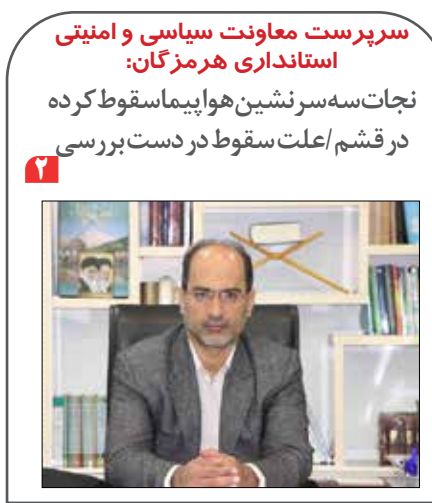 سرپرست معاونت سیاسی و امنیتی
استانداری هرمزگان:
نجات سه سرنشین هواپیما سقوط کرده
در قشم /علت سقوط در دست بررسی
۲